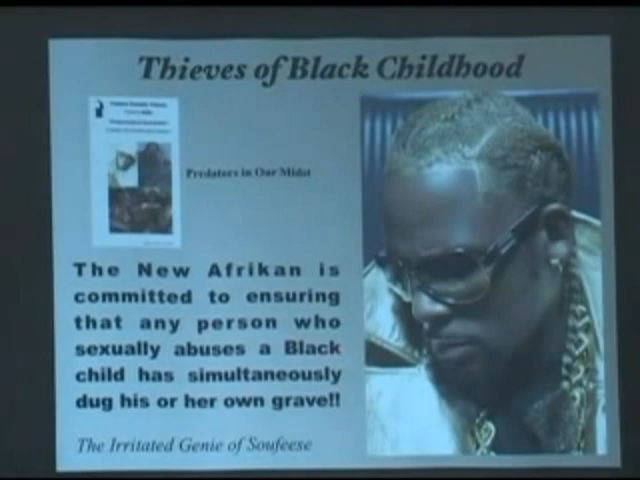 Thieves of Black Childhood
Predators in Our Midst
The New Afrikan is
committed to ensuring
that any person who
sexually abuses a Black
child has simultaneously
dug his or her own grave!!
The Irritated Genie of Soufeese